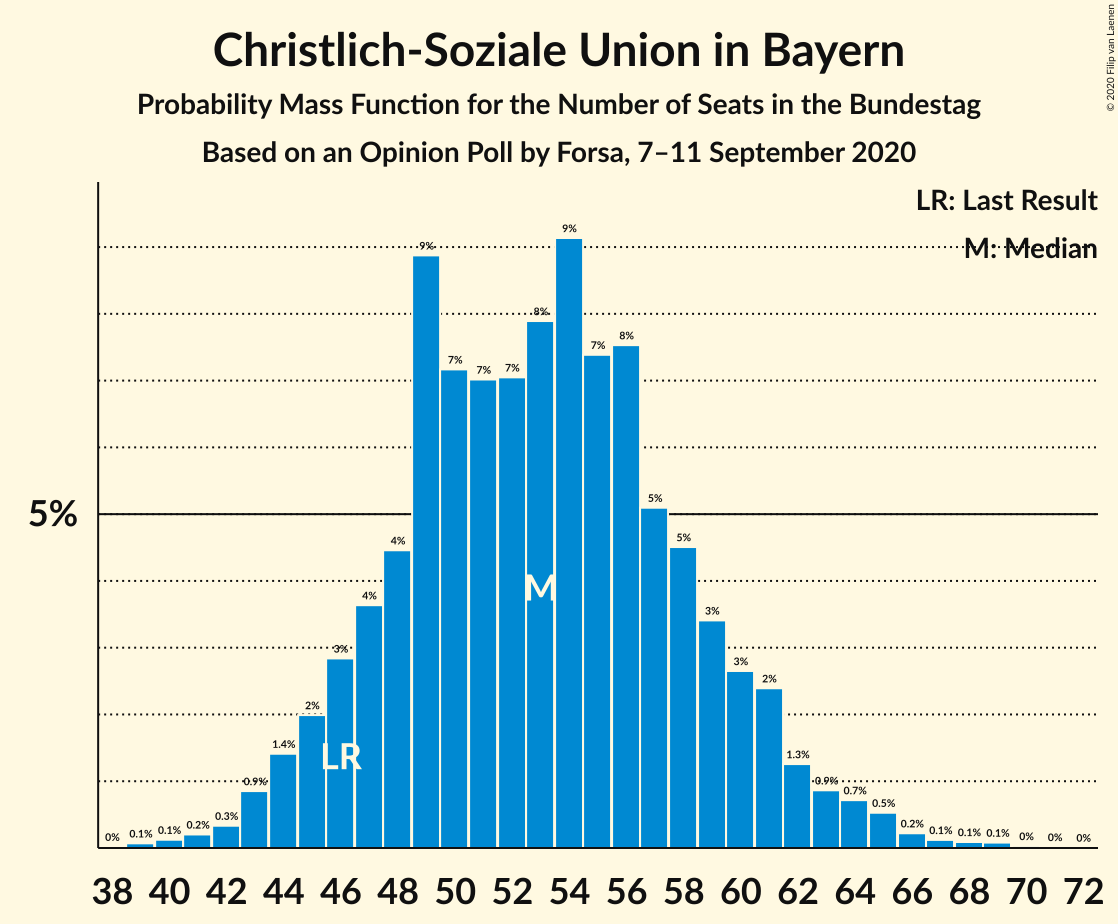 Christlich-Soziale Union in Bayern
Probability Mass Function for the Number of Seats in the Bundestag
Based on an Opinion Poll by Forsa, 7–11 September 2020
© 2020 Filip van Laenen
LR: Last Result
M: Median
5%
0% 0.1% 0.1% 0.2% 0.3% 0.9% 1.4% 2% 3% 4% 4% 9% 7% 7% 7% 8% 9% 7% 8% 5% 5% 3% 3% 2% 1.3% 0.9% 0.7% 0.5% 0.2% 0.1% 0.1% 0.1% 0% 0% 0%
M
LR
38 40 42 44 46 48 50 52 54 56 58 60 62 64 66 68 70 72